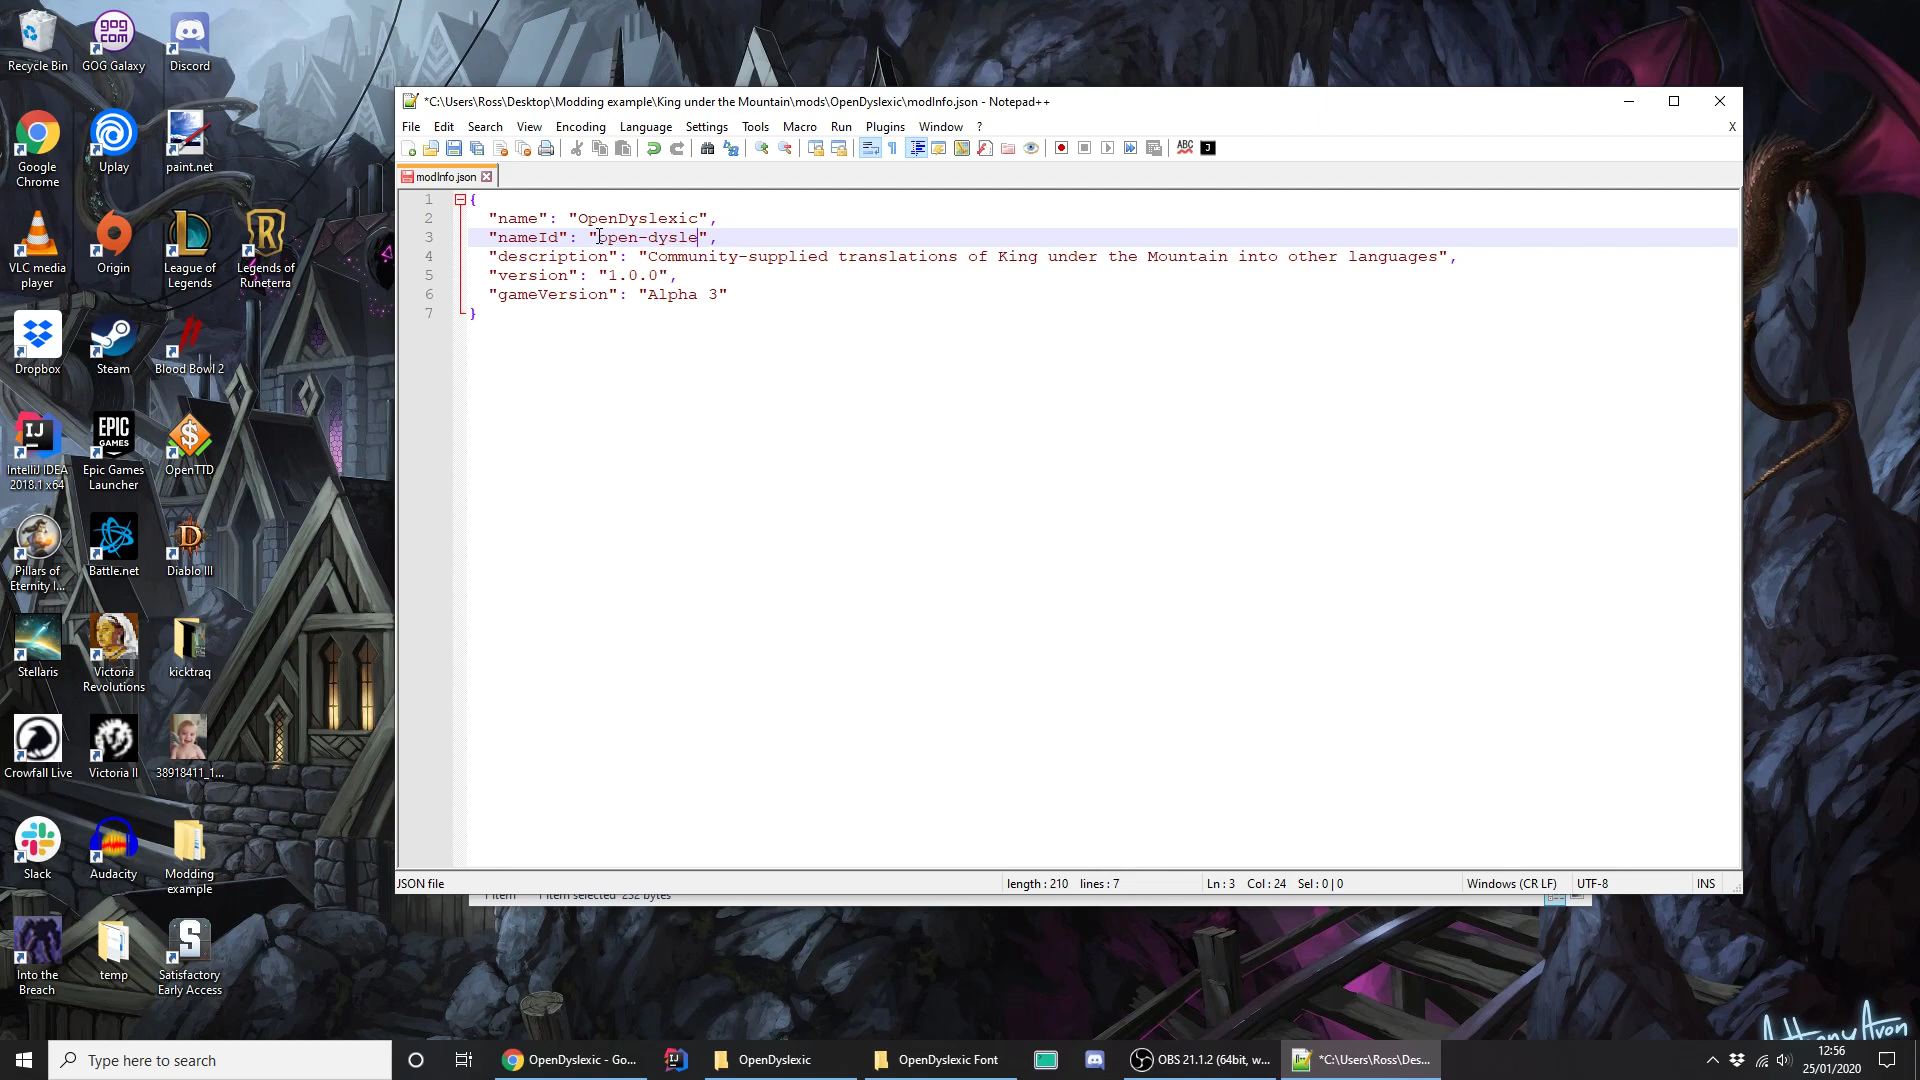 Recycle Bin
GOG Galaxy
Discord
Google Chrome
Uplay
paint.net
VLC media player
Origin
League of Legends
Legends of Runeterra
Dropbox
Steam
Blood Bowl 2
IntelliJ IDEA 2018.1 x64
Epic Games Launcher
OpenTTD
Pillars of Eternity I...
Battle.net
Diablo III
Stellaris
Victoria Revolutions
kicktraq
Crowfall Live
Victoria II
38918411_1...
Slack
Audacity
Modding example
Into the Breach
temp
Satisfactory Early Access
*C:\Users\Ross\Desktop\Modding example\King under the Mountain\mods\OpenDyslexic\modInfo.json - Notepad++
File Edit Search View Encoding Language Settings Tools Macro Run Plugins Window ? X
modInfo.json
1 {
2 "name": "OpenDyslexic",
3 "nameId": "open-dysle",
4 "description": "Community-supplied translations of King under the Mountain into other languages",
5 "version": "1.0.0",
6 "gameVersion": "Alpha 3"
7 }
JSON file length : 210 lines : 7 Ln : 3 Col : 24 Sel : 0 | 0 Windows (CR LF) UTF-8 INS
1 item 1 item selected 232 bytes
Type here to search
OpenDyslexic - Go...
OpenDyslexic
OpenDyslexic Font
OBS 21.1.2 (64bit, w...
*C:\Users\Ross\Des...
12:56
25/01/2020